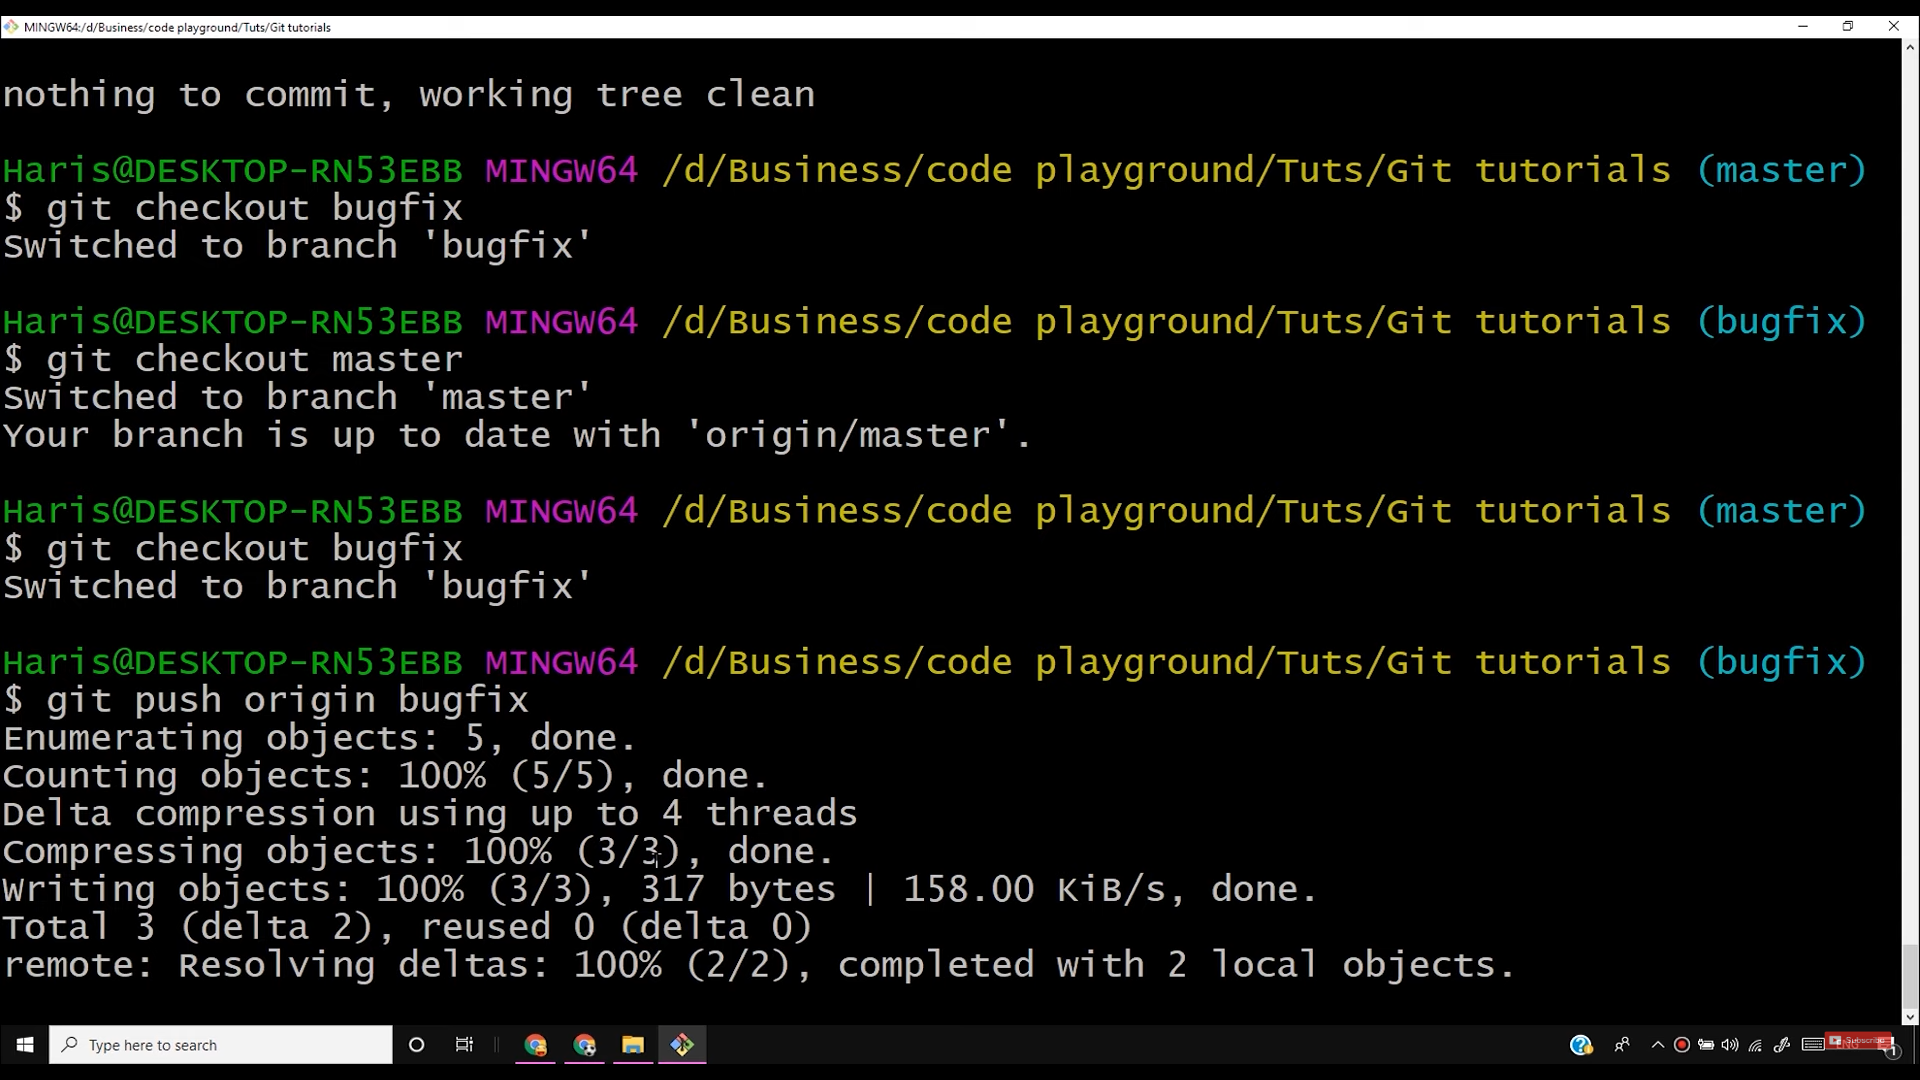 MINGW64:/d/Business/code playground/Tuts/Git tutorials
nothing to commit, working tree clean
Haris@DESKTOP-RN53EBB MINGW64 /d/Business/code playground/Tuts/Git tutorials (master)
$ git checkout bugfix
Switched to branch 'bugfix'
Haris@DESKTOP-RN53EBB MINGW64 /d/Business/code playground/Tuts/Git tutorials (bugfix)
$ git checkout master
Switched to branch 'master'
Your branch is up to date with 'origin/master'.
Haris@DESKTOP-RN53EBB MINGW64 /d/Business/code playground/Tuts/Git tutorials (master)
$ git checkout bugfix
Switched to branch 'bugfix'
Haris@DESKTOP-RN53EBB MINGW64 /d/Business/code playground/Tuts/Git tutorials (bugfix)
$ git push origin bugfix
Enumerating objects: 5, done.
Counting objects: 100% (5/5), done.
Delta compression using up to 4 threads
Compressing objects: 100% (3/3), done.
Writing objects: 100% (3/3), 317 bytes | 158.00 KiB/s, done.
Total 3 (delta 2), reused 0 (delta 0)
remote: Resolving deltas: 100% (2/2), completed with 2 local objects.
Type here to search
Subscribe
1